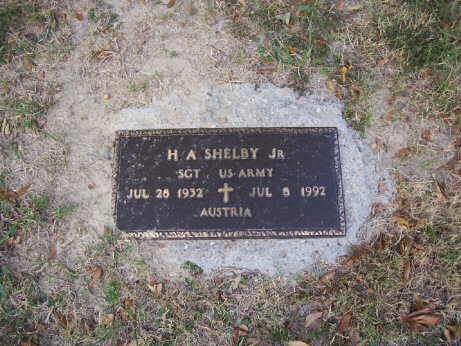 H A SHELBY JR
SGT US ARMY
JUL 28 1932 JUL 8 1992
AUSTRIA